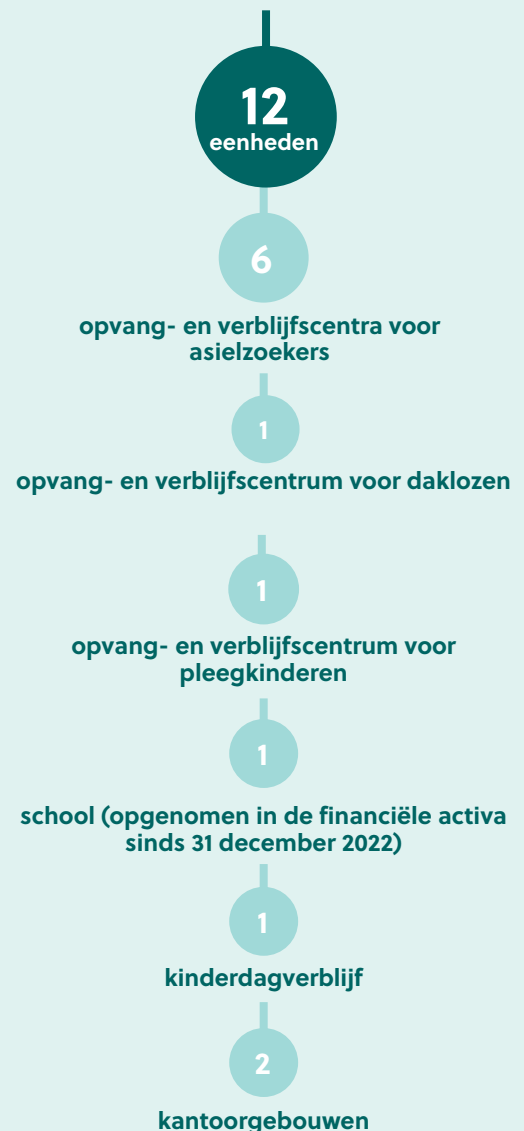 12
eenheden
6
opvang- en verblijfscentra voor
asielzoekers
1
opvang- en verblijfscentrum voor daklozen
1
opvang- en verblijfscentrum voor
pleegkinderen
1
school (opgenomen in de financiële activa
sinds 31 december 2022)
1
kinderdagverblijf
2
kantoorgebouwen